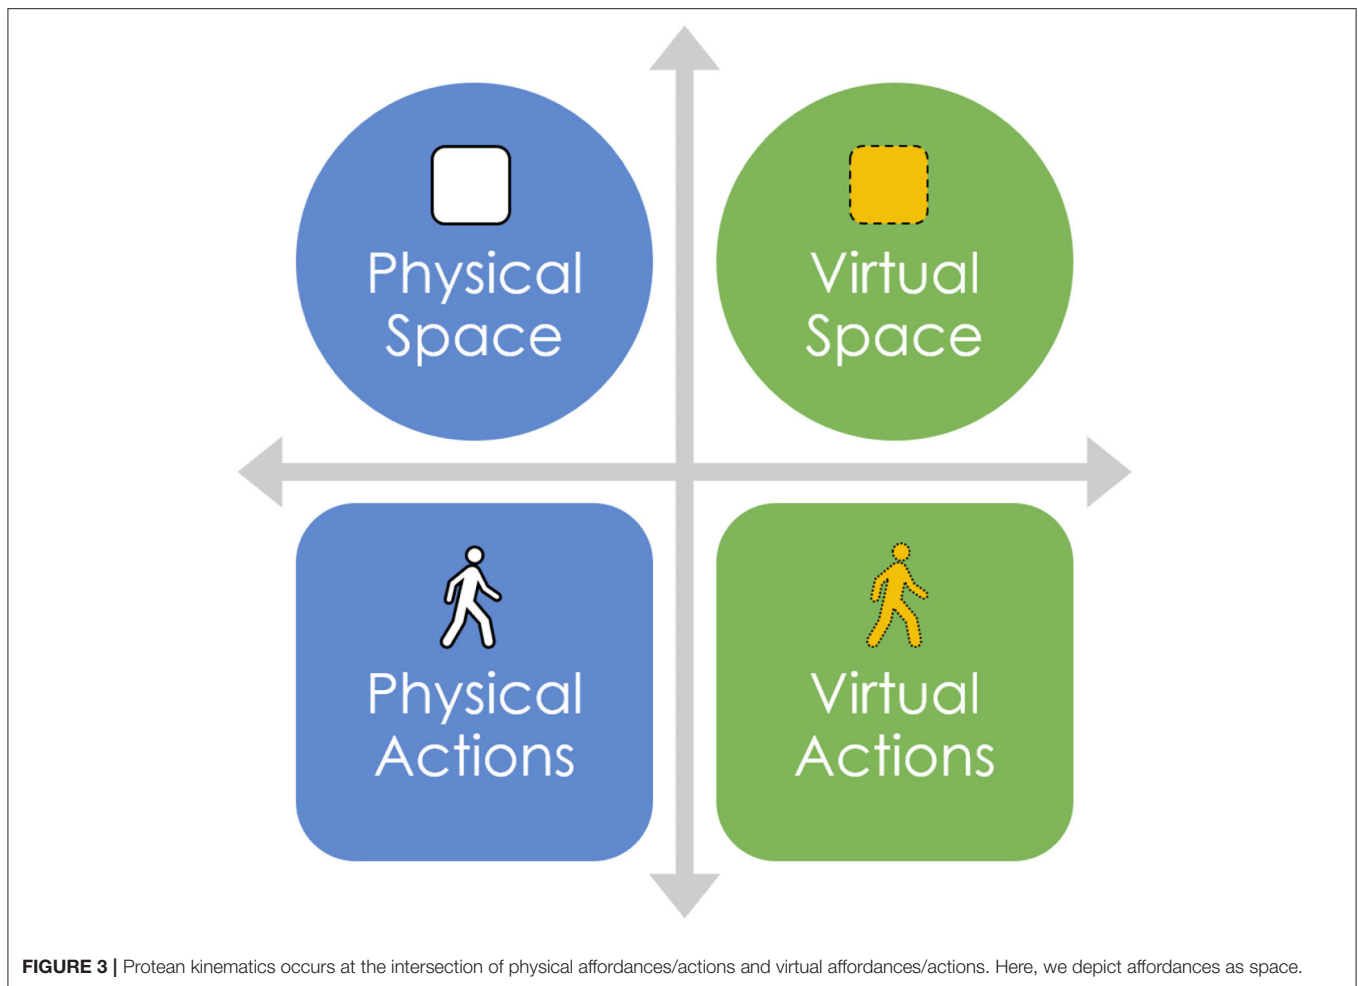 Physical
Space
Virtual
Space
Physical
Actions
Virtual
Actions
FIGURE 3 | Protean kinematics occurs at the intersection of physical affordances/actions and virtual affordances/actions. Here, we depict affordances as space.